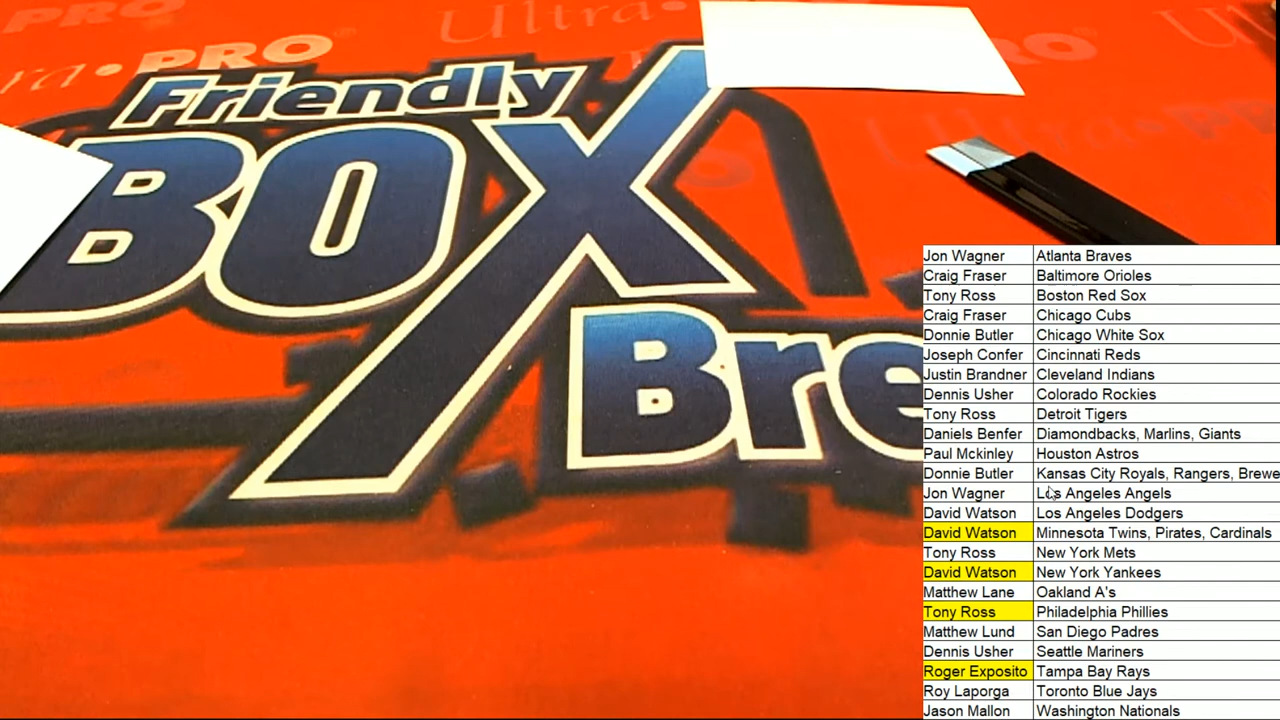 PRO
Ultra
ra PRO
Friendly
BOX
Bre
Ultra PR
Jon Wagner Atlanta Braves
Craig Fraser Baltimore Orioles
Tony Ross Boston Red Sox
Craig Fraser Chicago Cubs
Donnie Butler Chicago White Sox
Joseph Confer Cincinnati Reds
Justin Brandner Cleveland Indians
Dennis Usher Colorado Rockies
Tony Ross Detroit Tigers
Daniels Benfer Diamondbacks, Marlins, Giants
Paul Mckinley Houston Astros
Donnie Butler Kansas City Royals, Rangers, Brewe
Jon Wagner Los Angeles Angels
David Watson Los Angeles Dodgers
David Watson Minnesota Twins, Pirates, Cardinals
Tony Ross New York Mets
David Watson New York Yankees
Matthew Lane Oakland A's
Tony Ross Philadelphia Phillies
Matthew Lund San Diego Padres
Dennis Usher Seattle Mariners
Roger Exposito Tampa Bay Rays
Roy Laporga Toronto Blue Jays
Jason Mallon Washington Nationals